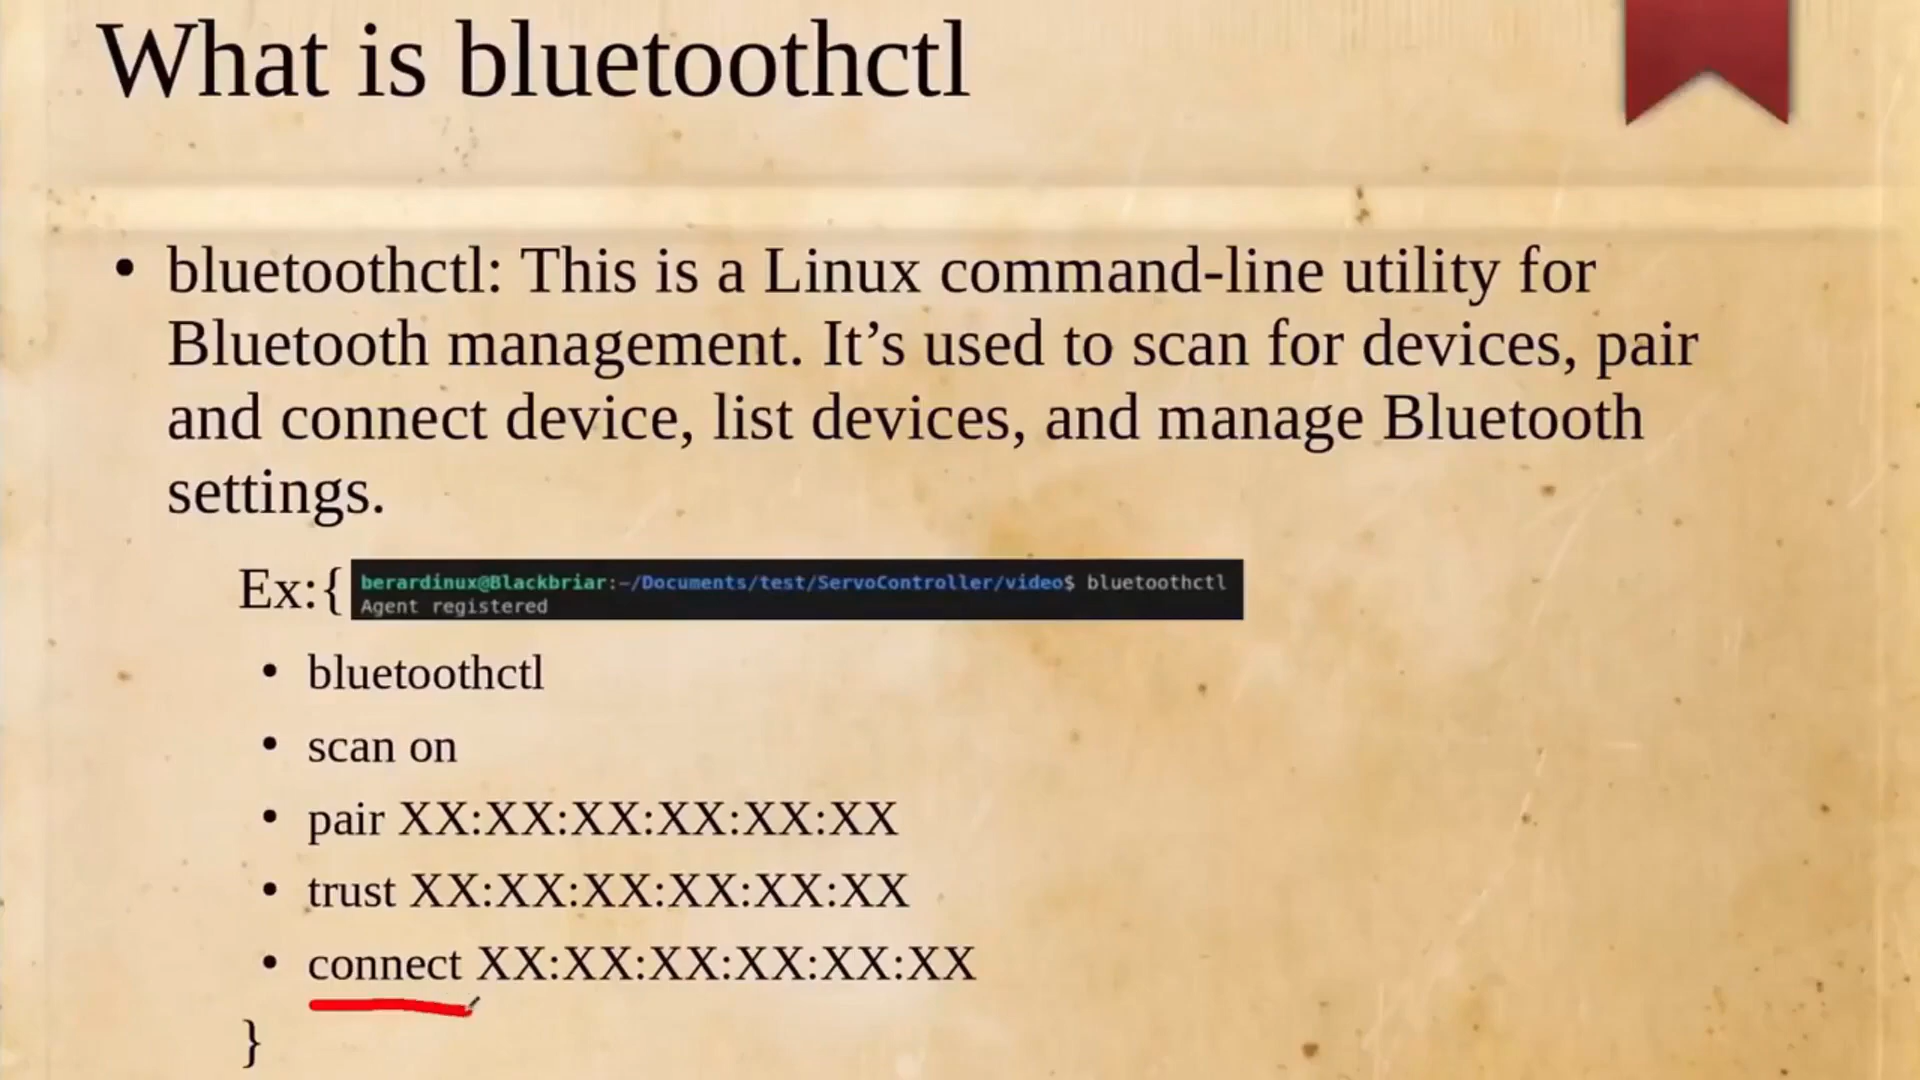 What is bluetoothctl
• bluetoothctl: This is a Linux command-line utility for
Bluetooth management. It’s used to scan for devices, pair
and connect device, list devices, and manage Bluetooth
settings.
Ex:{ berardinux@Blackbriar:~/Documents/test/ServoController/video$ bluetoothctl
Agent registered
• bluetoothctl
• scan on
• pair XX:XX:XX:XX:XX:XX
• trust XX:XX:XX:XX:XX:XX
• connect XX:XX:XX:XX:XX:XX
}